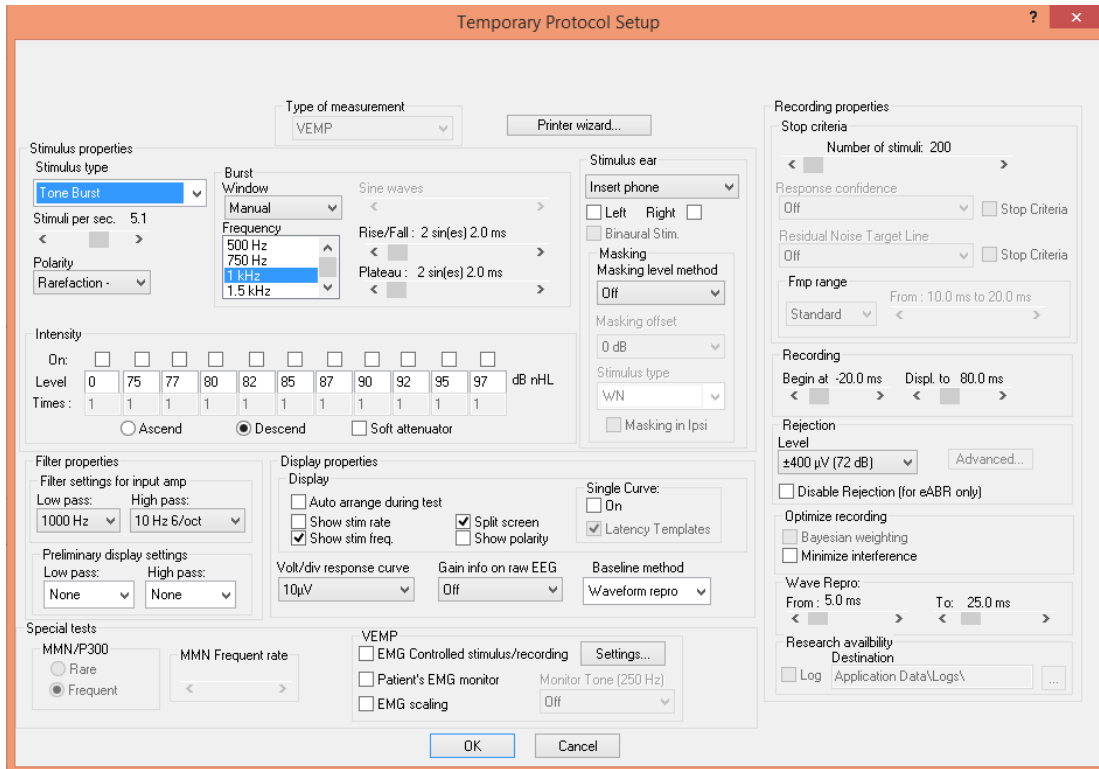 Temporary Protocol Setup
?
×
Type of measurement
VEMP
Printer wizard...
Stimulus properties
Stimulus type
Tone Burst
Stimuli per sec. 5.1
Polarity
Rarefaction -
Burst
Window
Manual
Frequency
500 Hz
750 Hz
1 kHz
1.5 kHz
Sine waves
Rise/Fall : 2 sin(es) 2.0 ms
Plateau : 2 sin(es) 2.0 ms
Stimulus ear
Insert phone
Left Right
Binaural Stim.
Masking
Masking level method
Off
Masking offset
0 dB
Stimulus type
WN
Masking in Ipsi
Intensity
On:
Level 0 75 77 80 82 85 87 90 92 95 97 dB nHL
Times : 1 1 1 1 1 1 1 1 1 1 1
Ascend Descend Soft attenuator
Filter properties
Filter settings for input amp
Low pass: High pass:
1000 Hz 10 Hz 6/oct
Preliminary display settings
Low pass: High pass:
None None
Display properties
Display
Auto arrange during test
Show stim rate Split screen
Show stim freq. Show polarity
Single Curve:
On
Latency Templates
Volt/div response curve Gain info on raw EEG Baseline method
10µV Off Waveform repro
Special tests
MMN/P300
Rare
Frequent
MMN Frequent rate
VEMP
EMG Controlled stimulus/recording Settings...
Patient's EMG monitor Monitor Tone (250 Hz)
EMG scaling Off
OK Cancel
Recording properties
Stop criteria
Number of stimuli: 200
Response confidence
Off Stop Criteria
Residual Noise Target Line
Off Stop Criteria
Fmp range
From : 10.0 ms to 20.0 ms
Standard
Recording
Begin at -20.0 ms Displ. to 80.0 ms
Rejection
Level
±400 µV (72 dB) Advanced...
Disable Rejection (for eABR only)
Optimize recording
Bayesian weighting
Minimize interference
Wave Repro:
From : 5.0 ms To: 25.0 ms
Research availbility
Destination
Log Application Data\Logs\ ...